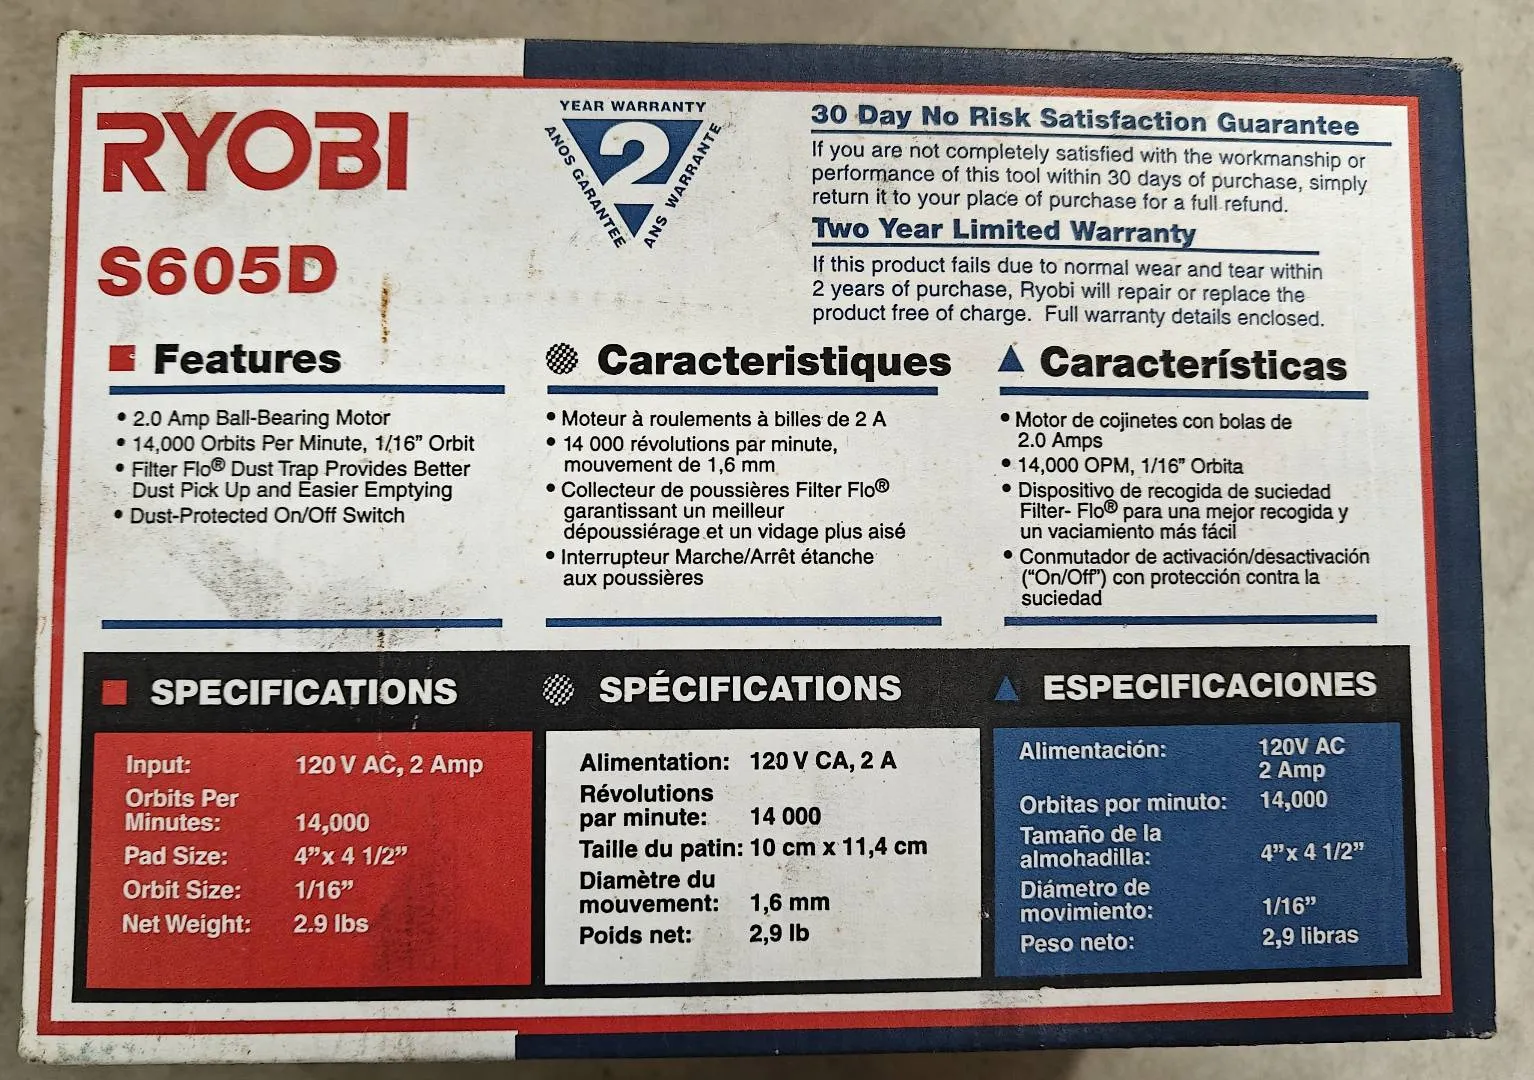 RYOBI
S605D
YEAR WARRANTY
2
ANOS GARANTEE
ANS WARRANTE
30 Day No Risk Satisfaction Guarantee
If you are not completely satisfied with the workmanship or
performance of this tool within 30 days of purchase, simply
return it to your place of purchase for a full refund.
Two Year Limited Warranty
If this product fails due to normal wear and tear within
2 years of purchase, Ryobi will repair or replace the
product free of charge. Full warranty details enclosed.
Features
• 2.0 Amp Ball-Bearing Motor
• 14,000 Orbits Per Minute, 1/16” Orbit
• Filter Flo® Dust Trap Provides Better
Dust Pick Up and Easier Emptying
• Dust-Protected On/Off Switch
Caracteristiques
• Moteur à roulements à billes de 2 A
• 14 000 révolutions par minute,
mouvement de 1,6 mm
• Collecteur de poussières Filter Flo®
garantissant un meilleur
dépoussiérage et un vidage plus aisé
• Interrupteur Marche/Arrêt étanche
aux poussières
Características
• Motor de cojinetes con bolas de
2.0 Amps
• 14,000 OPM, 1/16” Orbita
• Dispositivo de recogida de suciedad
Filter- Flo® para una mejor recogida y
un vaciamiento más fácil
• Conmutador de activación/desactivación
(“On/Off”) con protección contra la
suciedad
SPECIFICATIONS
Input: 120 V AC, 2 Amp
Orbits Per
Minutes: 14,000
Pad Size: 4”x 4 1/2”
Orbit Size: 1/16”
Net Weight: 2.9 lbs
SPÉCIFICATIONS
Alimentation: 120 V CA, 2 A
Révolutions
par minute: 14 000
Taille du patin: 10 cm x 11,4 cm
Diamètre du
mouvement: 1,6 mm
Poids net: 2,9 lb
ESPECIFICACIONES
Alimentación: 120V AC
2 Amp
Orbitas por minuto: 14,000
Tamaño de la
almohadilla: 4”x 4 1/2”
Diámetro de
movimiento: 1/16”
Peso neto: 2,9 libras